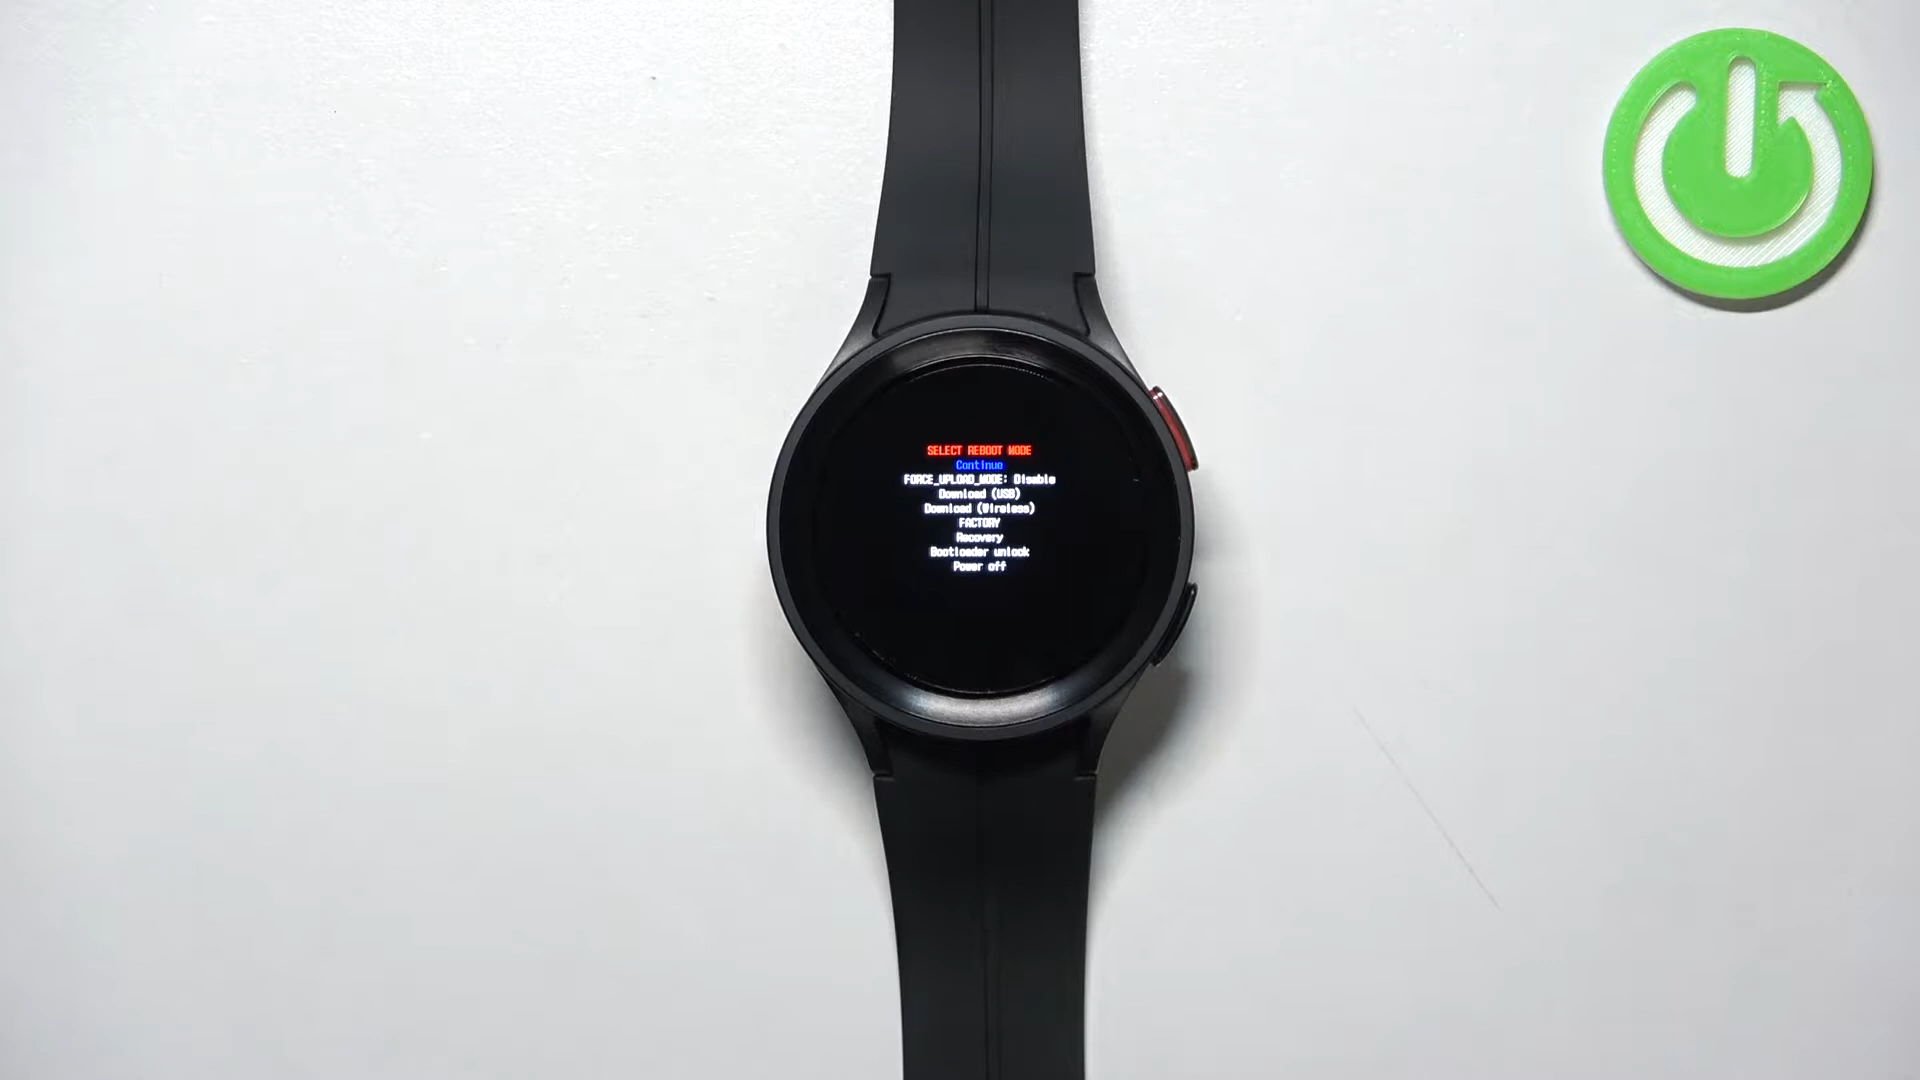 SELECT REBOOT MODE
Continue
FORCE_UPLOAD_MODE: Disable
Download (USB)
Download (Wireless)
FACTORY
Recovery
Bootloader unlock
Power off